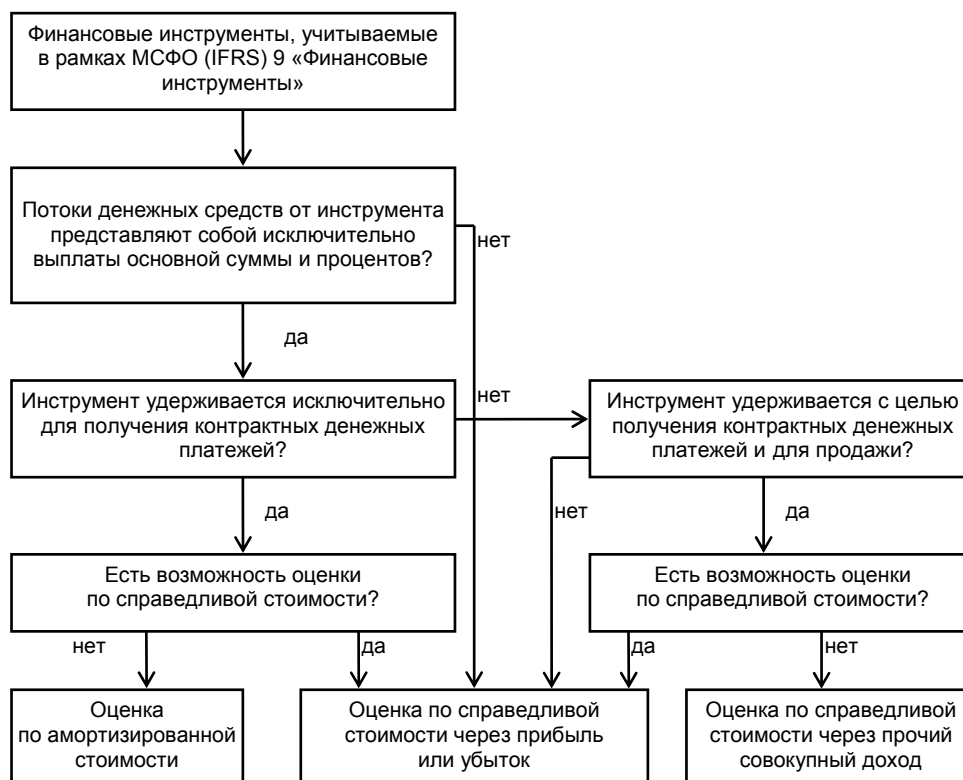 Финансовые инструменты, учитываемые
в рамках МСФО (IFRS) 9 «Финансовые
инструменты»
Потоки денежных средств от инструмента
представляют собой исключительно
выплаты основной суммы и процентов?
нет
да
Инструмент удерживается исключительно
для получения контрактных денежных
платежей?
нет
Инструмент удерживается с целью
получения контрактных денежных
платежей и для продажи?
да
нет
да
Есть возможность оценки
по справедливой стоимости?
Есть возможность оценки
по справедливой стоимости?
нет
да
да
нет
Оценка
по амортизированной
стоимости
Оценка по справедливой
стоимости через прибыль
или убыток
Оценка по справедливой
стоимости через прочий
совокупный доход